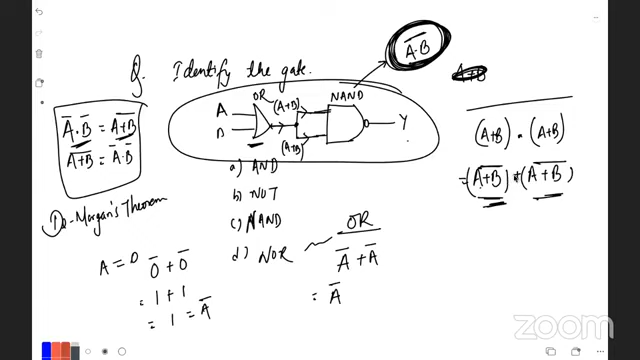 Q. Identify the gate.
A̅·B̅
A+B
A̅ . B̅ = A̅+̅B̅
A̅+̅B̅ = A̅·B̅
De-Morgan's Theorem
A
B
OR
(A+B)
(A+B)
NAND
Y
a) AND
b) NOT
c) NAND
d) NOR
(A+B) · (A+B)
= (A̅+̅B̅) + (A̅+̅B̅)
A = 0
0̅ + 0̅
= 1 + 1
= 1 = A̅
OR
A̅ + A̅
= A̅
zoom